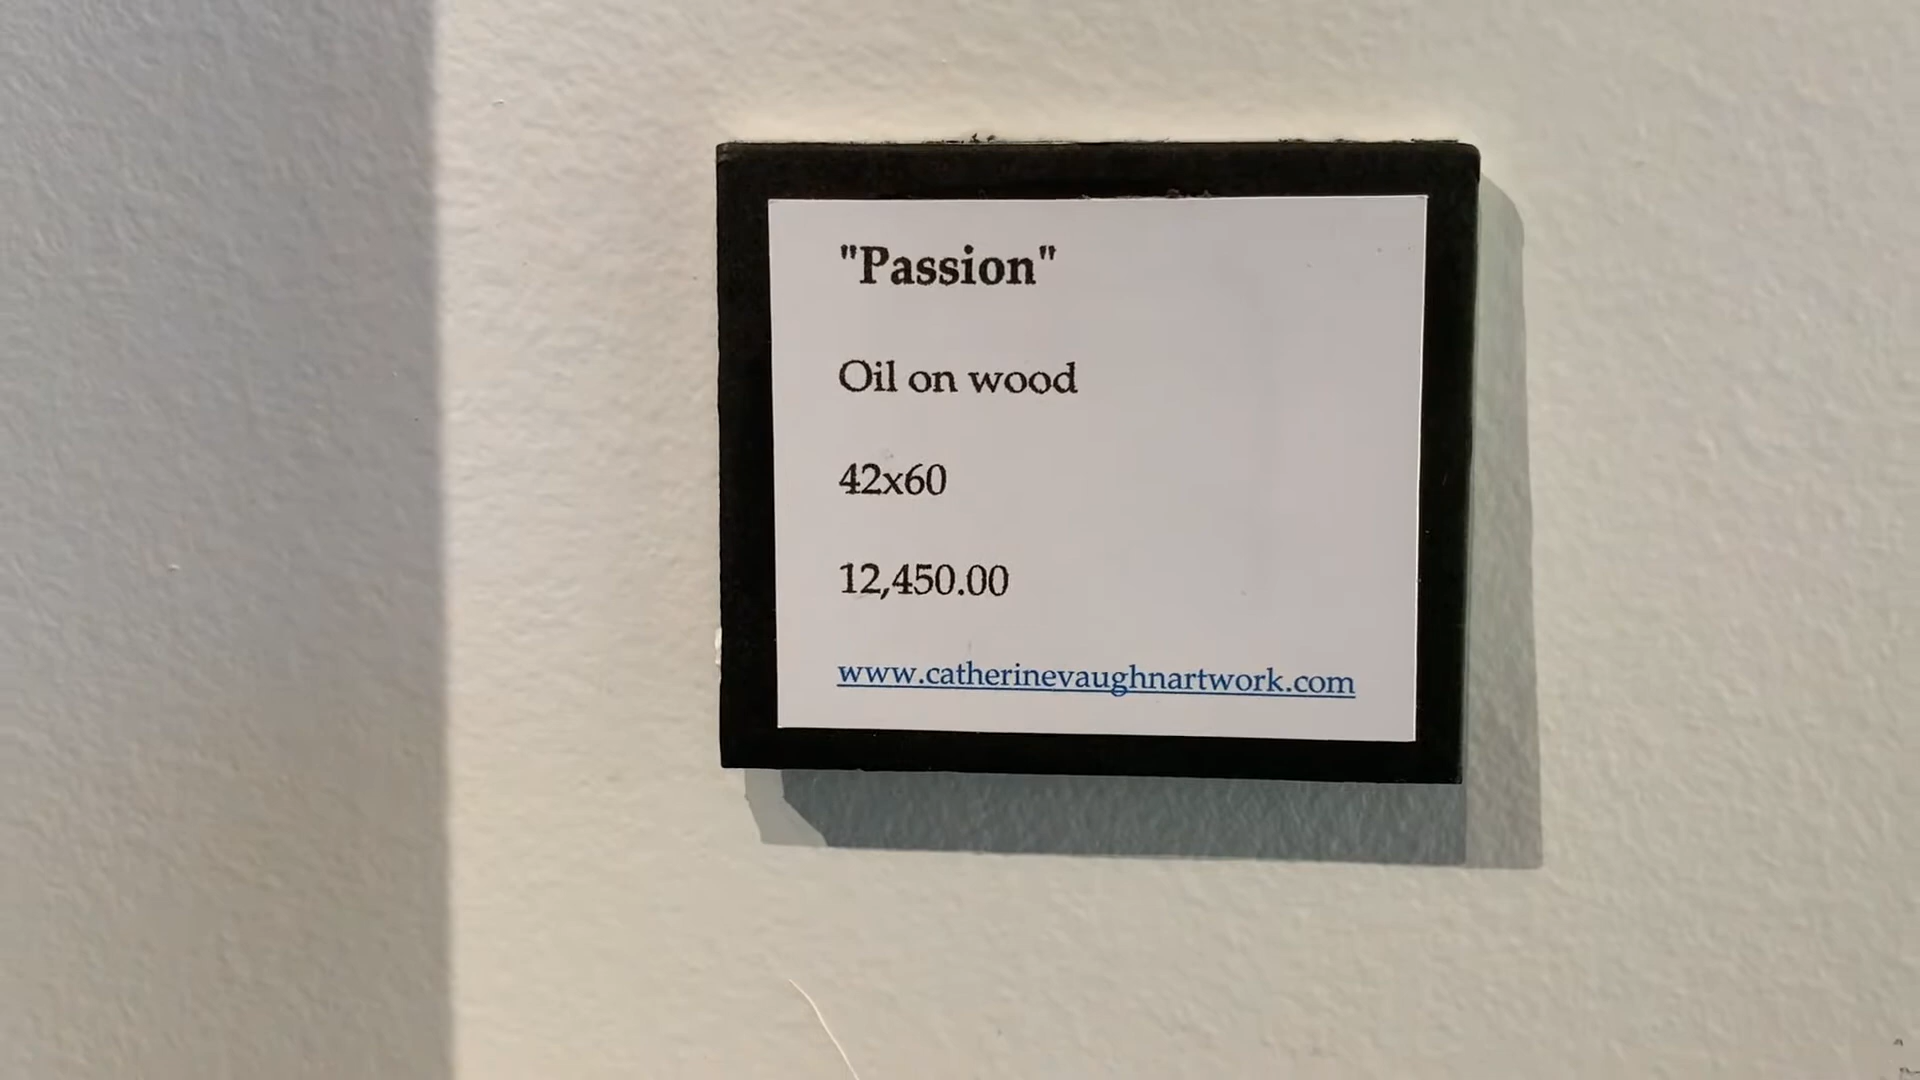 "Passion"
Oil on wood
42x60
12,450.00
www.catherinevaughnartwork.com